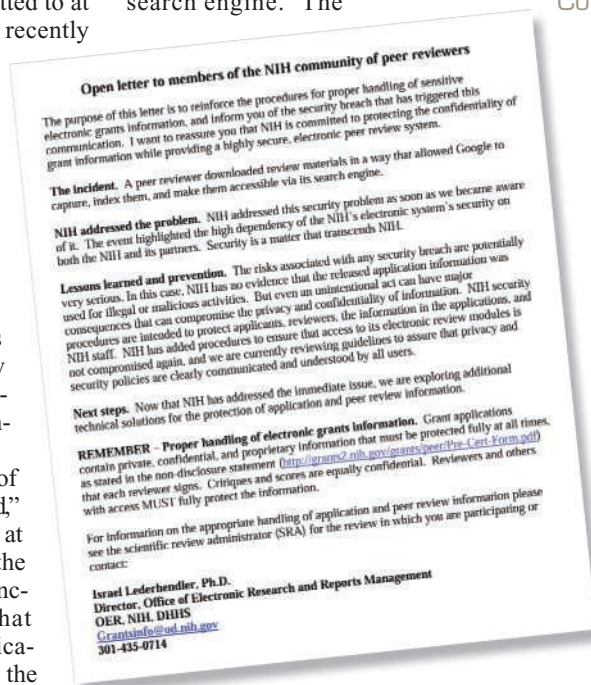 tted to at
recently
search engine. The
Co
Open letter to members of the NIH community of peer reviewers
The purpose of this letter is to reinforce the procedures for proper handling of sensitive
electronic grants information, and inform you of the security breach that has triggered this
communication. I want to reassure you that NIH is committed to protecting the confidentiality of
grant information while providing a highly secure, electronic peer review system.
The incident. A peer reviewer downloaded review materials in a way that allowed Google to
capture, index them, and make them accessible via its search engine.
NIH addressed the problem. NIH addressed this security problem as soon as we became aware
of it. The event highlighted the high dependency of the NIH's electronic system's security on
both the NIH and its partners. Security is a matter that transcends NIH.
Lessons learned and prevention. The risks associated with any security breach are potentially
very serious. In this case, NIH has no evidence that the released application information was
used for illegal or malicious activities. But even an unintentional act can have major
consequences that can compromise the privacy and confidentiality of information. NIH security
procedures are intended to protect applicants, reviewers, the information in the applications, and
NIH staff. NIH has added procedures to ensure that access to its electronic review modules is
not compromised again, and we are currently reviewing guidelines to assure that privacy and
security policies are clearly communicated and understood by all users.
Next steps. Now that NIH has addressed the immediate issue, we are exploring additional
technical solutions for the protection of application and peer review information.
REMEMBER – Proper handling of electronic grants information. Grant applications
contain private, confidential, and proprietary information that must be protected fully at all times,
as stated in the non-disclosure statement (http://grants2.nih.gov/grants/peer/Pre-Cert-Form.pdf)
that each reviewer signs. Critiques and scores are equally confidential. Reviewers and others
with access MUST fully protect the information.
For information on the appropriate handling of application and peer review information please
see the scientific review administrator (SRA) for the review in which you are participating or
contact:
Israel Lederhendler, Ph.D.
Director, Office of Electronic Research and Reports Management
OER, NIH, DHHS
Grantsinfo@od.nih.gov
301-435-0714
s
y
-
n-
of
d,”
at
the
nc-
hat
ica-
the